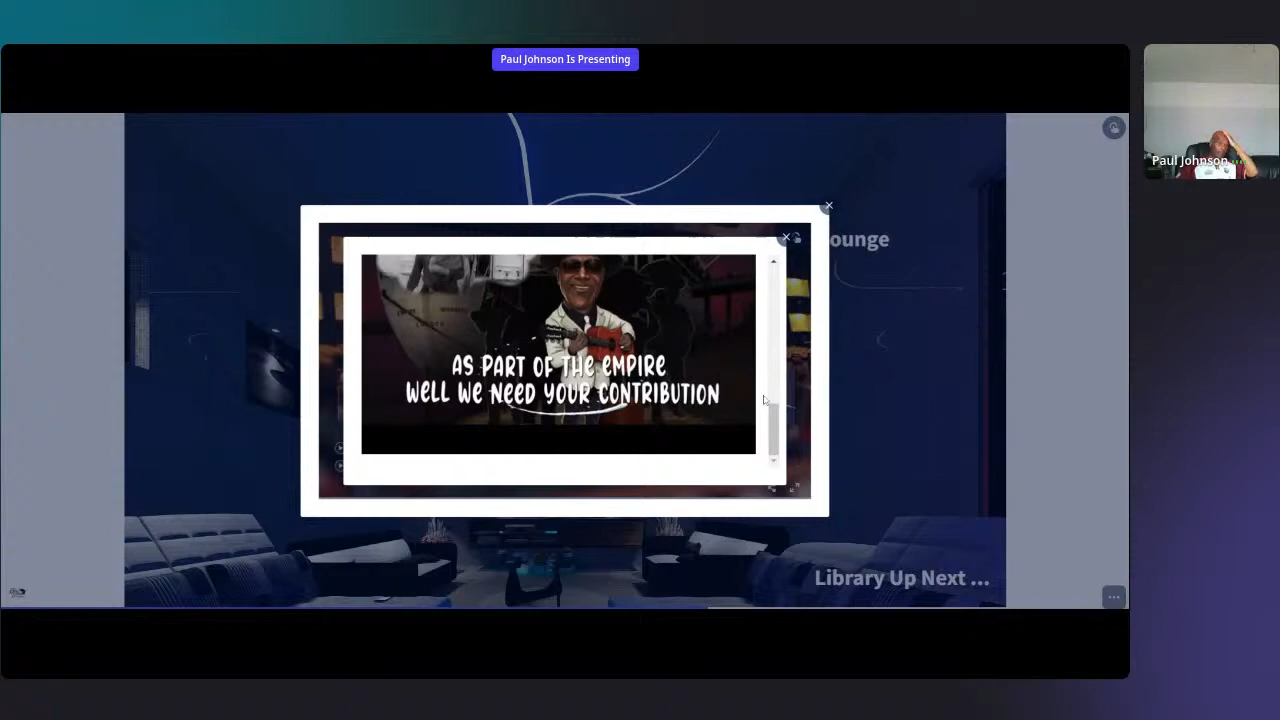 Paul Johnson Is Presenting
Paul Johnson
ounge
AS PART OF THE EMPIRE
WELL WE NEED YOUR CONTRIBUTION
Library Up Next ...